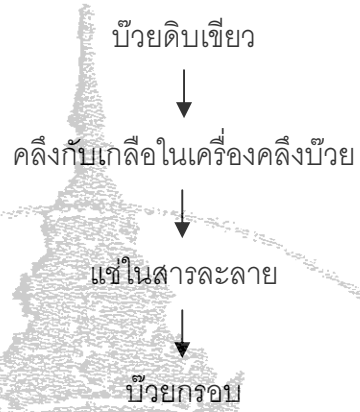 บ๊วยดิบเขียว
คลึงกับเกลือในเครื่องคลึงบ๊วย
แช่ในสารละลาย
บ๊วยกรอบ